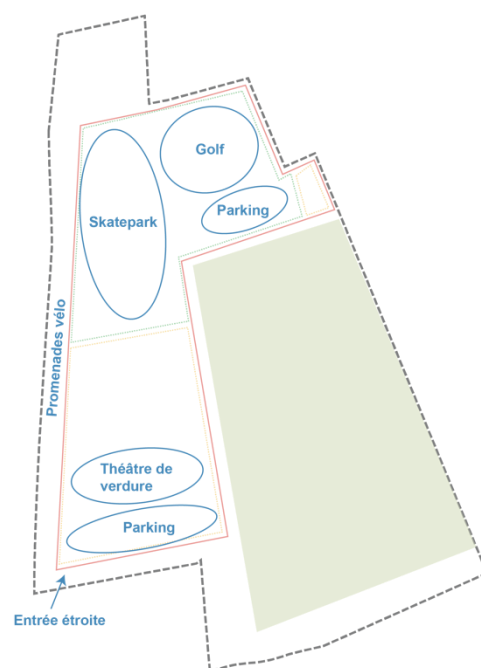 Golf
Skatepark
Parking
Promenades vélo
Théâtre de
verdure
Parking
Entrée étroite